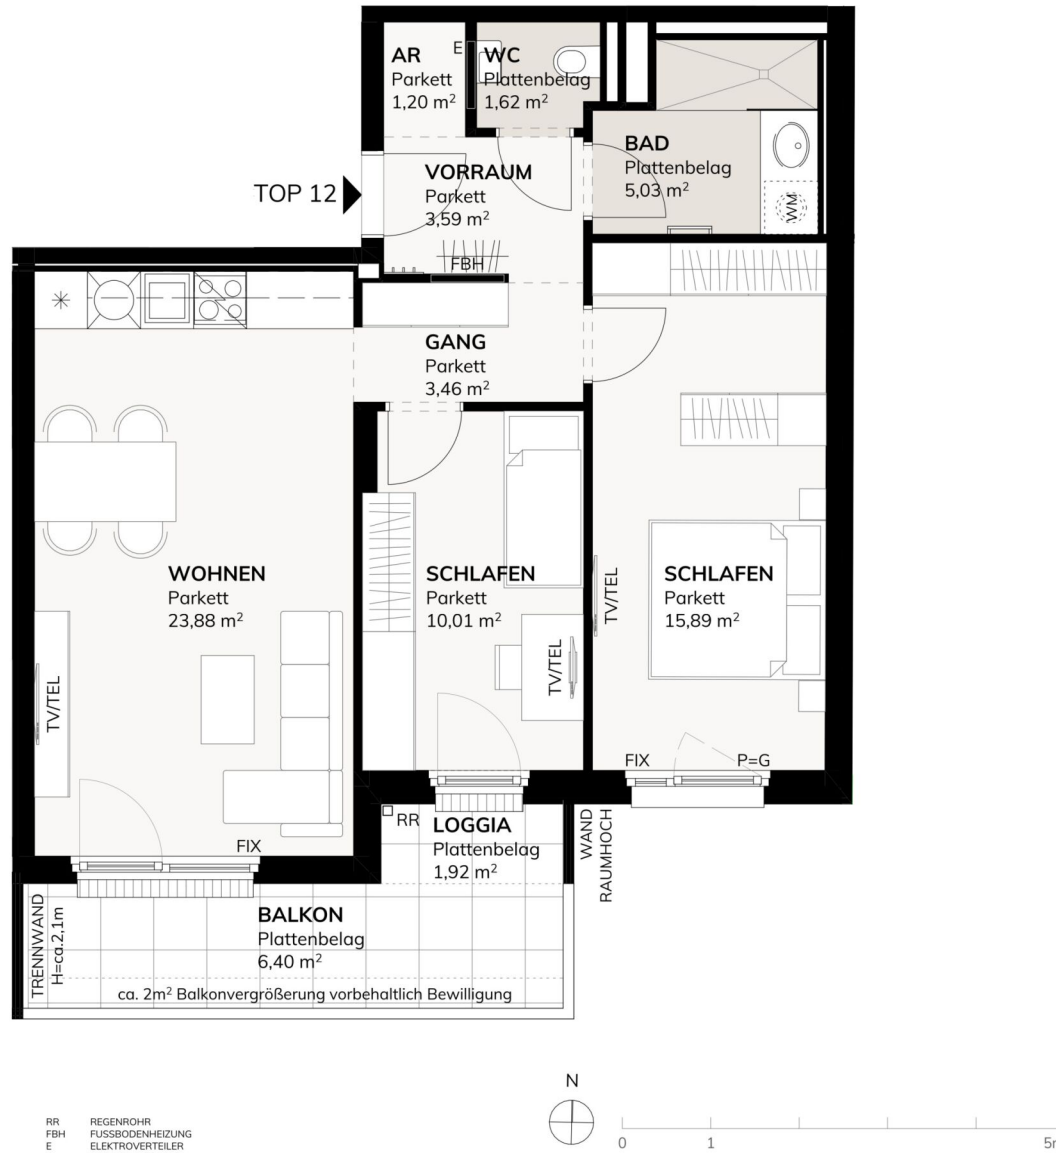 AR
Parkett
1,20 m²
E
WC
Plattenbelag
1,62 m²
BAD
Plattenbelag
5,03 m²
WM
TOP 12
VORRAUM
Parkett
3,59 m²
FBH
GANG
Parkett
3,46 m²
WOHNEN
Parkett
23,88 m²
TV/TEL
FIX
SCHLAFEN
Parkett
10,01 m²
TV/TEL
SCHLAFEN
Parkett
15,89 m²
TV/TEL
FIX
P=G
RR
LOGGIA
Plattenbelag
1,92 m²
WAND
RAUMHOCH
TRENNWAND
H=ca.2,1m
BALKON
Plattenbelag
6,40 m²
ca. 2m² Balkonvergrößerung vorbehaltlich Bewilligung
N
RR REGENROHR
FBH FUSSBODENHEIZUNG
E ELEKTROVERTEILER
0 1 5m